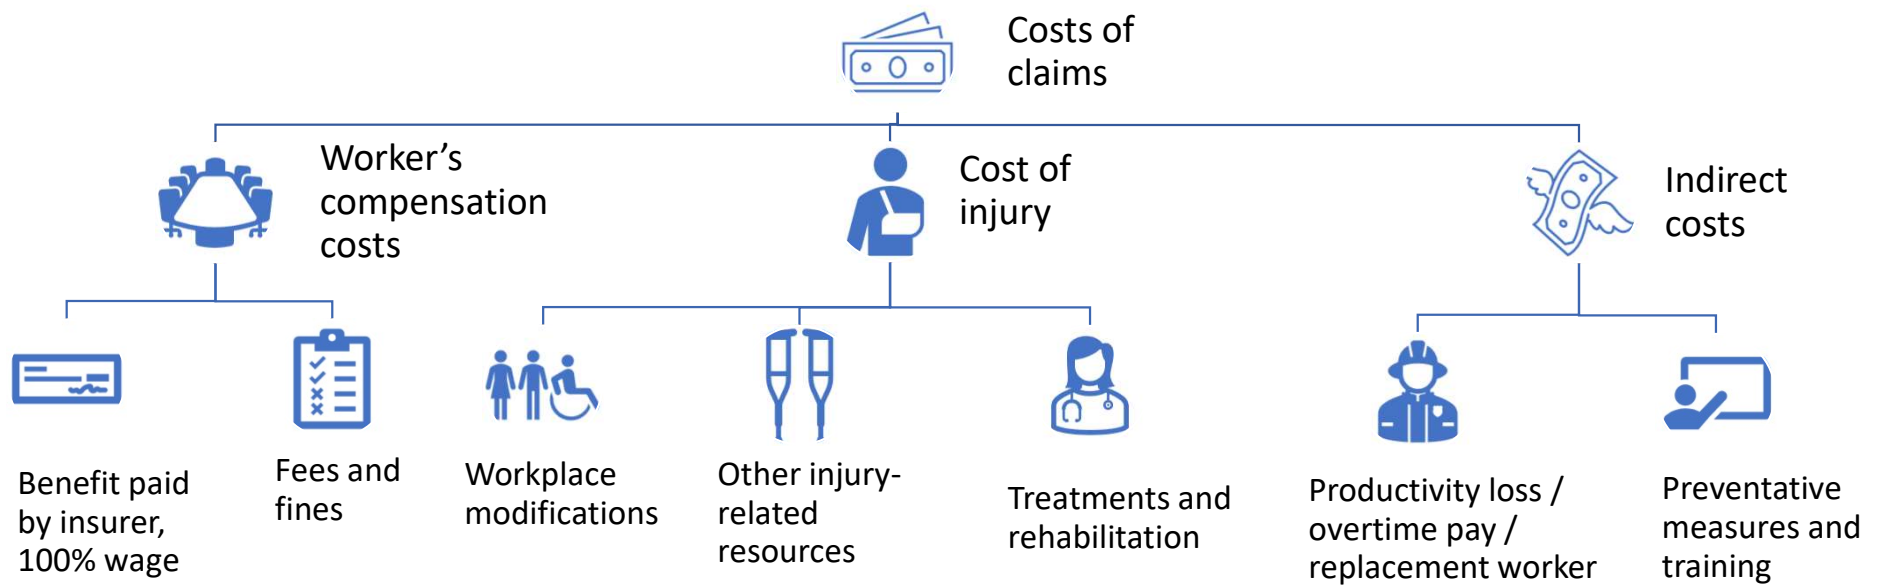 Costs of
claims
Worker’s
compensation
costs
Cost of
injury
Indirect
costs
Benefit paid
by insurer,
100% wage
Fees and
fines
Workplace
modifications
Other injury-
related
resources
Treatments and
rehabilitation
Productivity loss /
overtime pay /
replacement worker
Preventative
measures and
training